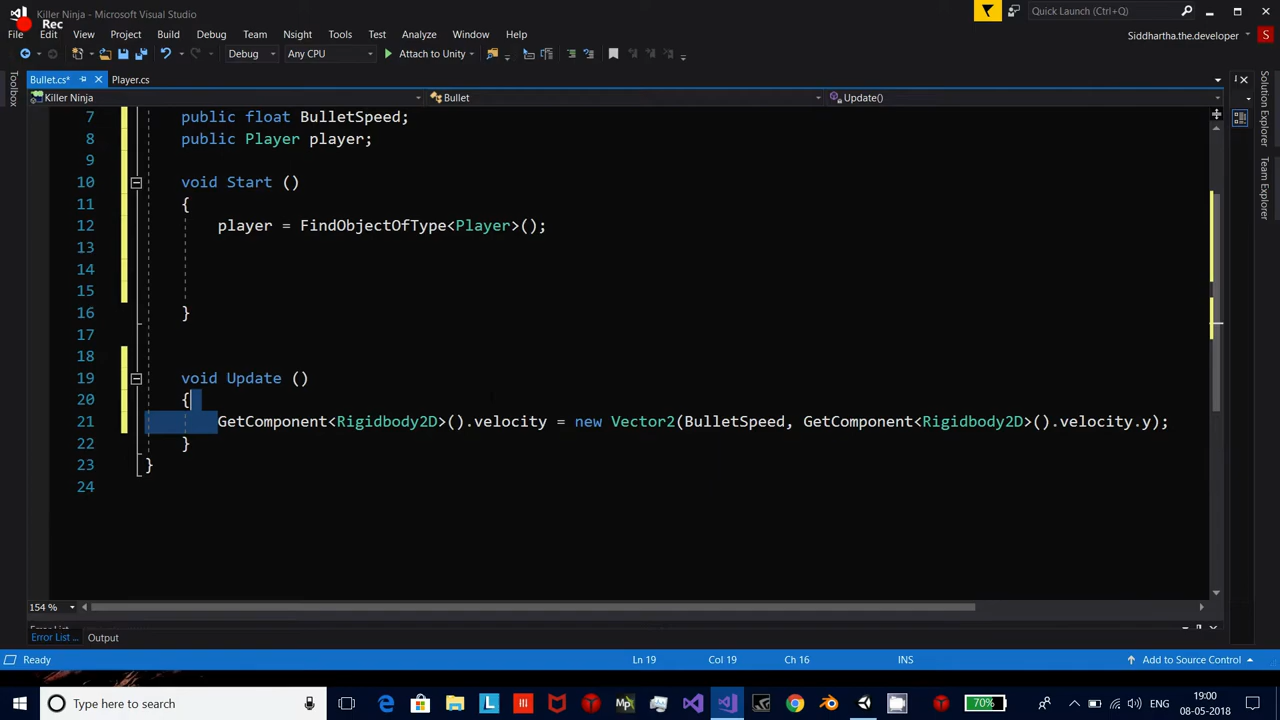 Killer Ninja - Microsoft Visual Studio
Quick Launch (Ctrl+Q)
Rec
File Edit View Project Build Debug Team Nsight Tools Test Analyze Window Help
Siddhartha.the.developer S
Debug Any CPU Attach to Unity
Bullet.cs* Player.cs
Toolbox
Killer Ninja Bullet Update()
Solution Explorer
Team Explorer
7 public float BulletSpeed;
8 public Player player;
9
10 void Start ()
11 {
12 player = FindObjectOfType<Player>();
13
14
15
16 }
17
18
19 void Update ()
20 {
21 GetComponent<Rigidbody2D>().velocity = new Vector2(BulletSpeed, GetComponent<Rigidbody2D>().velocity.y);
22 }
23 }
24
154 %
Error List ... Output
Ready Ln 19 Col 19 Ch 16 INS Add to Source Control
Type here to search
70%
ENG
19:00
08-05-2018